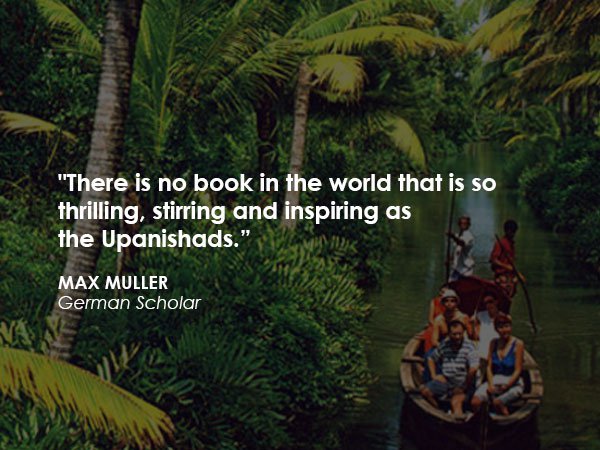 "There is no book in the world that is so
thrilling, stirring and inspiring as
the Upanishads.”
MAX MULLER
German Scholar